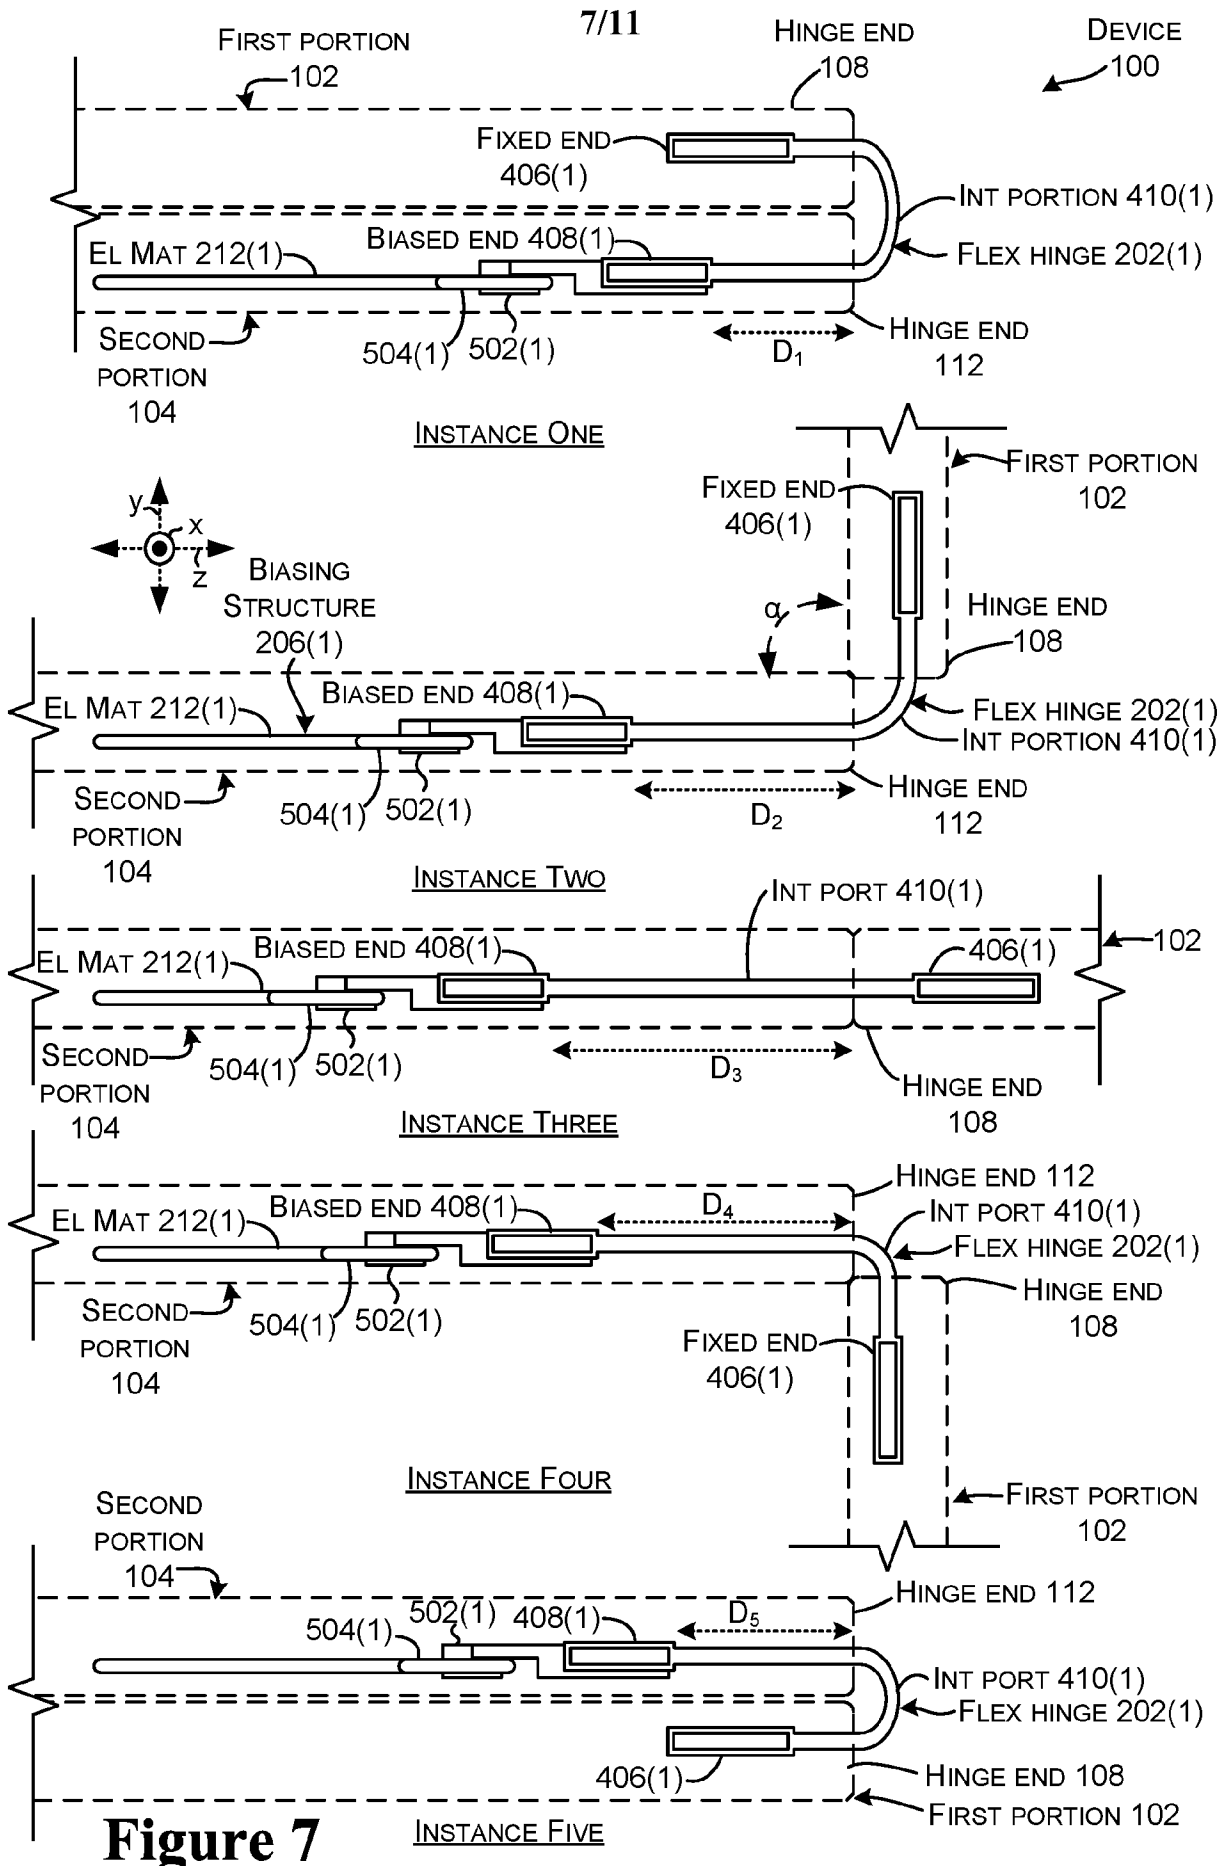 7/11
FIRST PORTION
102
HINGE END
108
DEVICE
100
FIXED END
406(1)
INT PORTION 410(1)
BIASED END 408(1)
EL MAT 212(1)
FLEX HINGE 202(1)
SECOND
PORTION
104
504(1)
502(1)
D1
HINGE END
112
INSTANCE ONE
FIRST PORTION
102
FIXED END
406(1)
y
x
z
BIASING
STRUCTURE
206(1)
α
HINGE END
108
BIASED END 408(1)
EL MAT 212(1)
FLEX HINGE 202(1)
INT PORTION 410(1)
SECOND
PORTION
104
504(1)
502(1)
D2
HINGE END
112
INSTANCE TWO
INT PORT 410(1)
BIASED END 408(1)
406(1)
102
EL MAT 212(1)
SECOND
PORTION
104
504(1)
502(1)
D3
HINGE END
108
INSTANCE THREE
HINGE END 112
BIASED END 408(1)
D4
INT PORT 410(1)
EL MAT 212(1)
FLEX HINGE 202(1)
SECOND
PORTION
104
504(1)
502(1)
HINGE END
108
FIXED END
406(1)
INSTANCE FOUR
FIRST PORTION
102
SECOND
PORTION
104
HINGE END 112
504(1)
502(1)
408(1)
D5
INT PORT 410(1)
FLEX HINGE 202(1)
406(1)
HINGE END 108
FIRST PORTION 102
Figure 7
INSTANCE FIVE